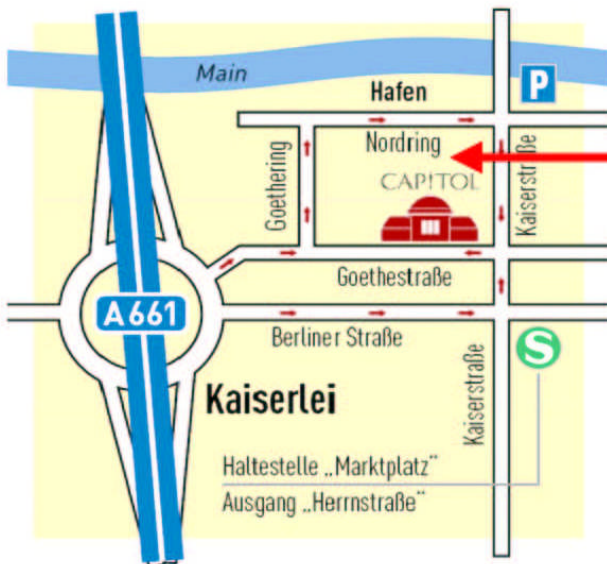 Main
Hafen
P
Nordring
CAPITOL
Goethering
Kaiserstraße
Goethestraße
A 661
Berliner Straße
S
Kaiserlei
Kaiserstraße
Haltestelle „Marktplatz"
Ausgang „Herrnstraße"